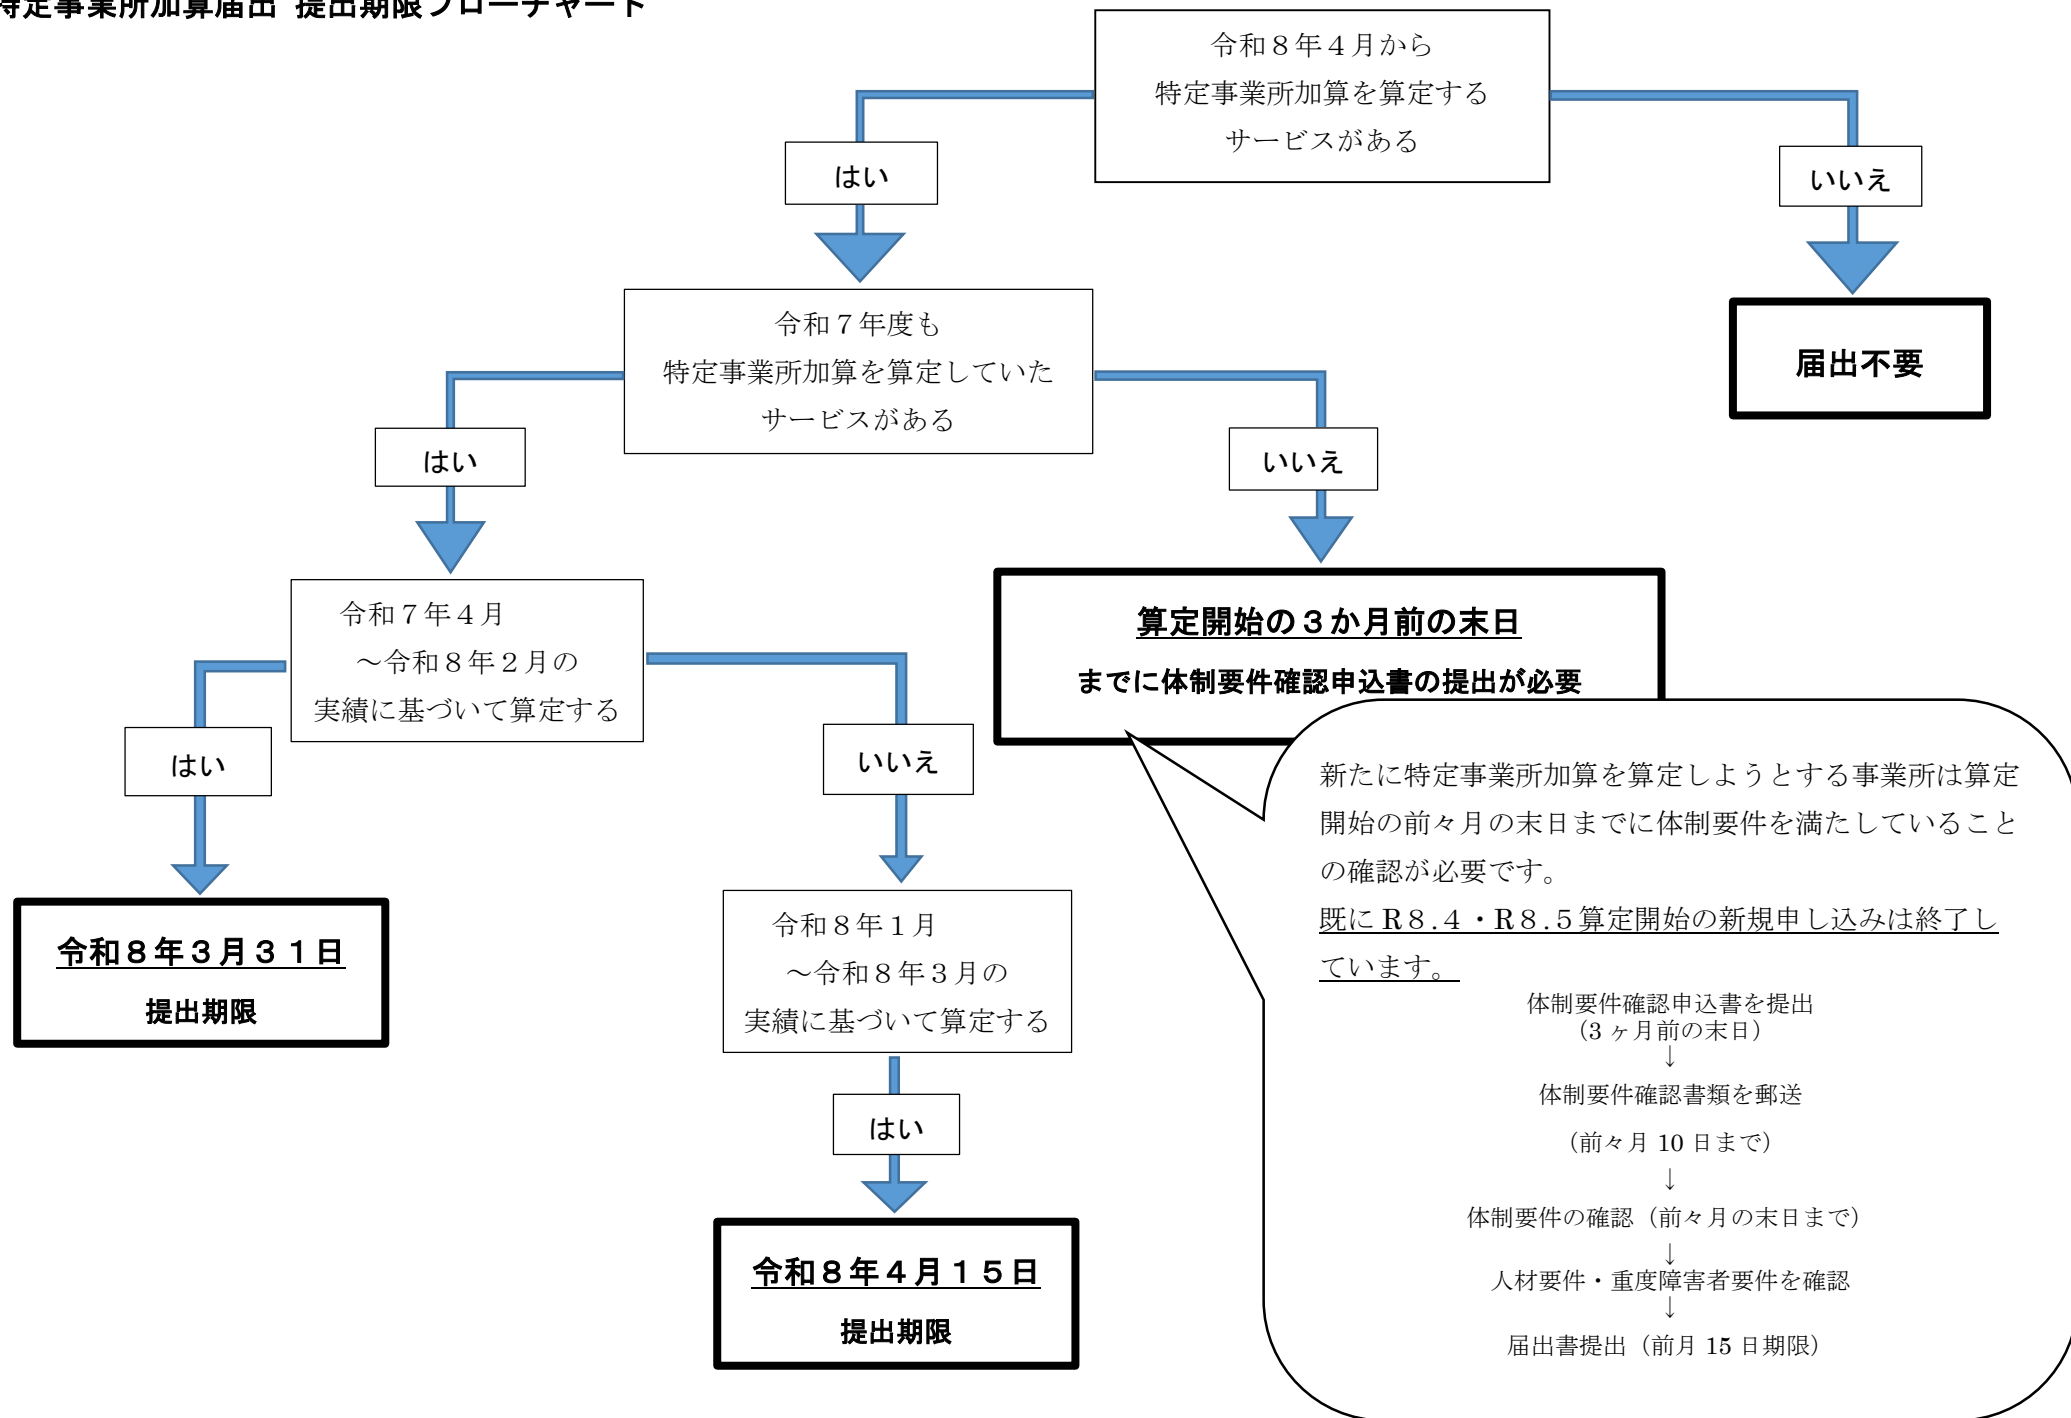 特定事業所加算届出 提出期限フローチャート
令和８年４月から
特定事業所加算を算定する
サービスがある
はい
いいえ
令和７年度も
特定事業所加算を算定していた
サービスがある
届出不要
はい
いいえ
令和７年４月
～令和８年２月の
実績に基づいて算定する
算定開始の３か月前の末日
までに体制要件確認申込書の提出が必要
はい
いいえ
新たに特定事業所加算を算定しようとする事業所は算定
開始の前々月の末日までに体制要件を満たしていること
の確認が必要です。
既にR８.４・R８.５算定開始の新規申し込みは終了し
ています。
体制要件確認申込書を提出
（3ヶ月前の末日）
↓
体制要件確認書類を郵送
（前々月 10 日まで）
↓
体制要件の確認（前々月の末日まで）
↓
人材要件・重度障害者要件を確認
↓
届出書提出（前月 15 日期限）
令和８年３月３１日
提出期限
令和８年１月
～令和８年３月の
実績に基づいて算定する
はい
令和８年４月１５日
提出期限